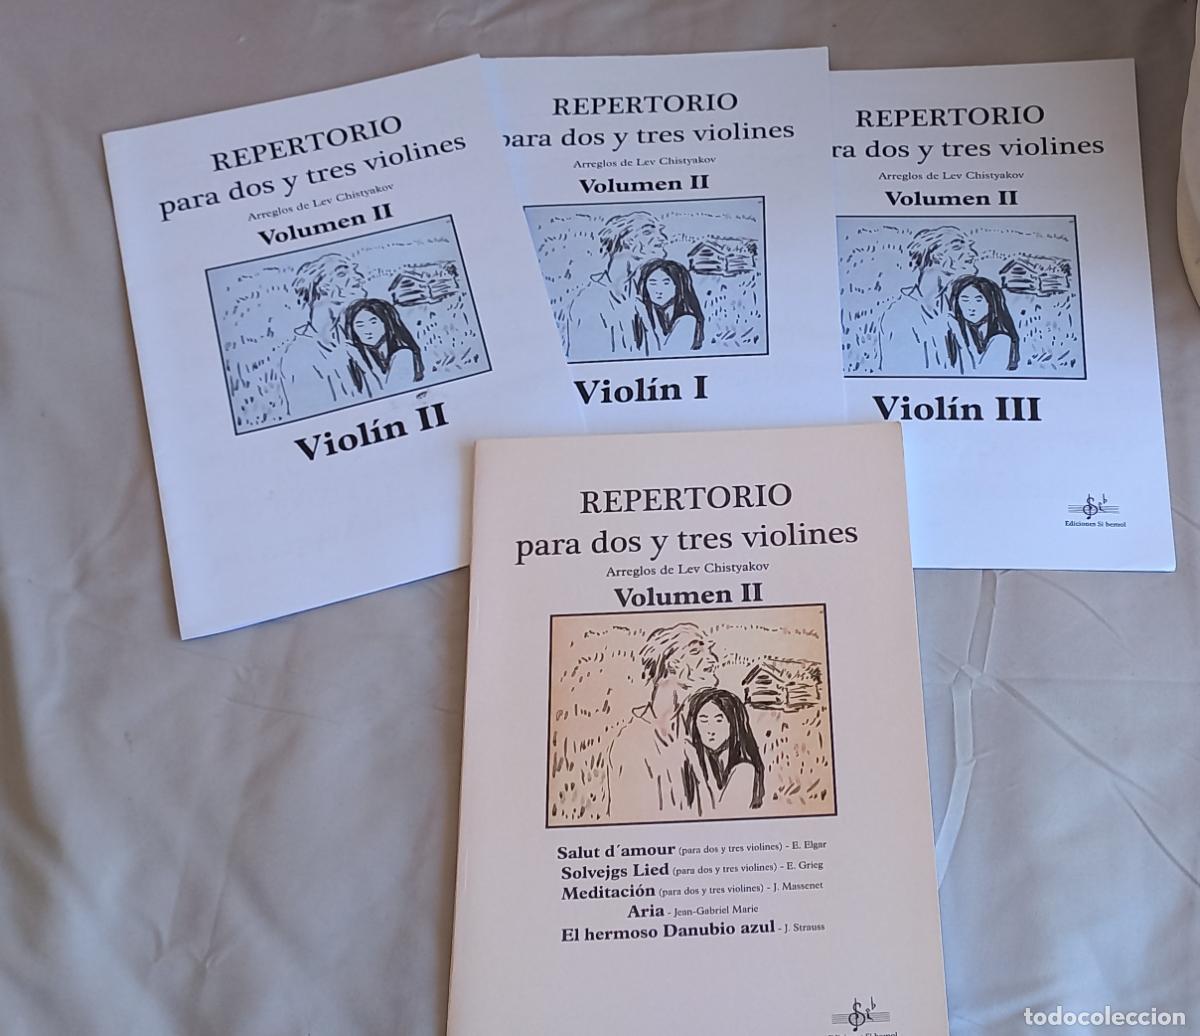 REPERTORIO
para dos y tres violines
Arreglos de Lev Chistyakov
Volumen II
Violín II
REPERTORIO
para dos y tres violines
Arreglos de Lev Chistyakov
Volumen II
Violín I
REPERTORIO
ra dos y tres violines
Arreglos de Lev Chistyakov
Volumen II
Violín III
Ediciones Si bemol
REPERTORIO
para dos y tres violines
Arreglos de Lev Chistyakov
Volumen II
Salut d´amour (para dos y tres violines) - E. Elgar
Solvejgs Lied (para dos y tres violines) - E. Grieg
Meditación (para dos y tres violines) - J. Massenet
Aria - Jean-Gabriel Marie
El hermoso Danubio azul - J. Strauss
Si bemol
todocoleccion